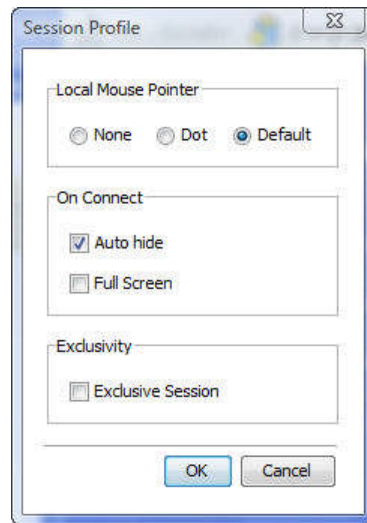 Session Profile
Local Mouse Pointer
None Dot Default
On Connect
Auto hide
Full Screen
Exclusivity
Exclusive Session
OK Cancel